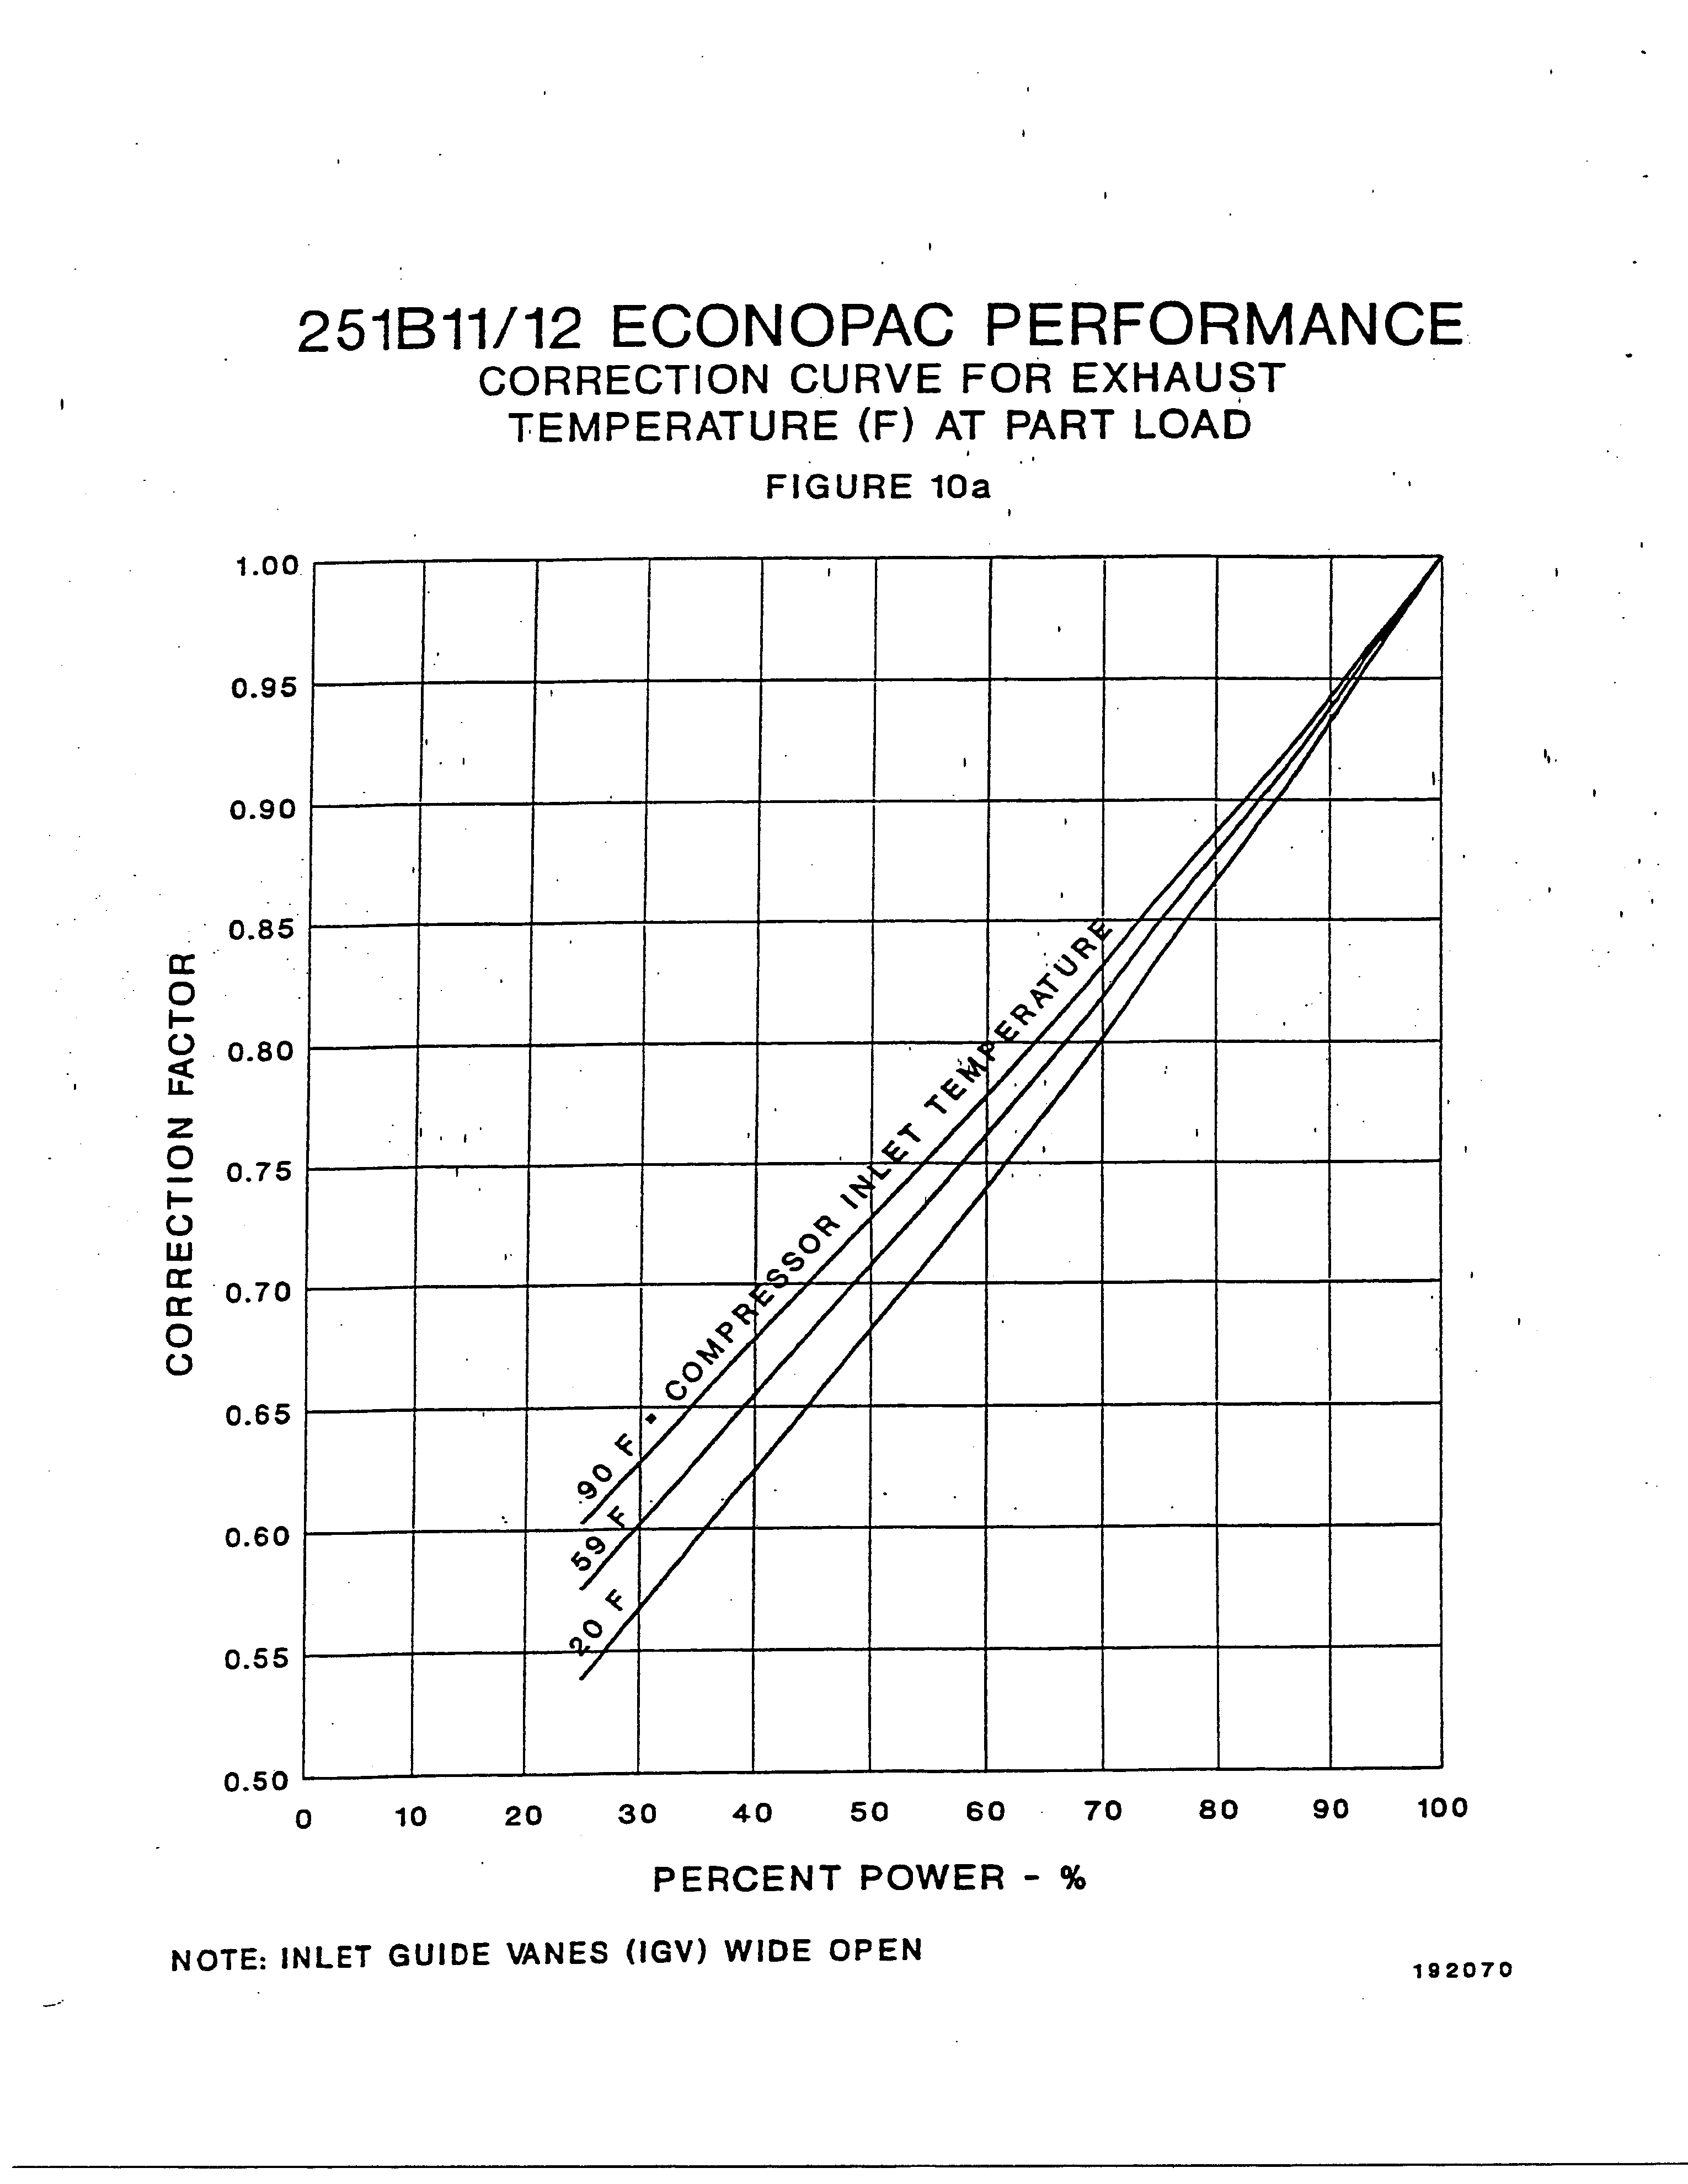 251B11/12 ECONOPAC PERFORMANCE
CORRECTION CURVE FOR EXHAUST
TEMPERATURE (F) AT PART LOAD
FIGURE 10a
1.00
0.95
0.90
0.85
0.80
0.75
0.70
0.65
0.60
0.55
0.50
CORRECTION FACTOR
90 F - COMPRESSOR INLET TEMPERATURE
59 F
20 F
0 10 20 30 40 50 60 70 80 90 100
PERCENT POWER - %
NOTE: INLET GUIDE VANES (IGV) WIDE OPEN
192070